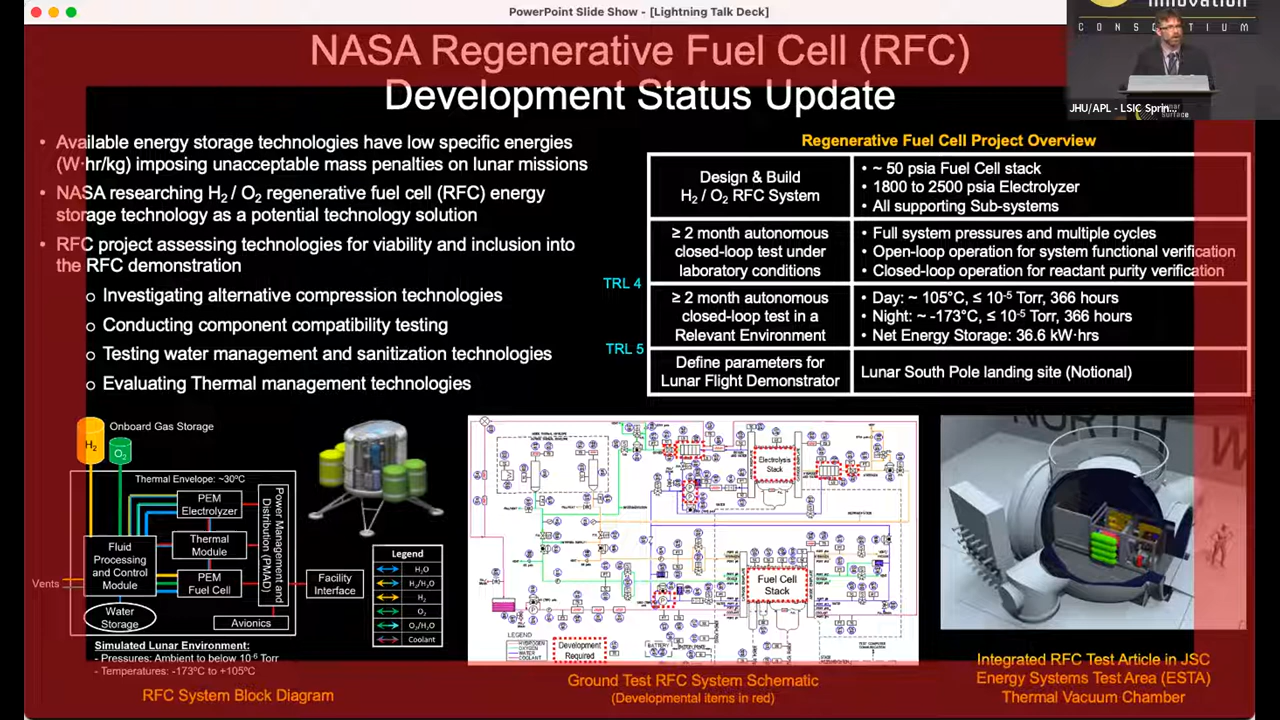 PowerPoint Slide Show - [Lightning Talk Deck]
Innovation
CONSORTIUM
JHU/APL - LSIC Sprin...
NASA Regenerative Fuel Cell (RFC)
Development Status Update
• Available energy storage technologies have low specific energies
(W·hr/kg) imposing unacceptable mass penalties on lunar missions
• NASA researching H2 / O2 regenerative fuel cell (RFC) energy
storage technology as a potential technology solution
• RFC project assessing technologies for viability and inclusion into
the RFC demonstration
o Investigating alternative compression technologies
o Conducting component compatibility testing
o Testing water management and sanitization technologies
o Evaluating Thermal management technologies
Regenerative Fuel Cell Project Overview
Design & Build
H2 / O2 RFC System
• ~ 50 psia Fuel Cell stack
• 1800 to 2500 psia Electrolyzer
• All supporting Sub-systems
≥ 2 month autonomous
closed-loop test under
laboratory conditions
• Full system pressures and multiple cycles
• Open-loop operation for system functional verification
• Closed-loop operation for reactant purity verification
TRL 4
≥ 2 month autonomous
closed-loop test in a
Relevant Environment
• Day: ~ 105°C, ≤ 10-5 Torr, 366 hours
• Night: ~ -173°C, ≤ 10-5 Torr, 366 hours
• Net Energy Storage: 36.6 kW·hrs
TRL 5
Define parameters for
Lunar Flight Demonstrator
Lunar South Pole landing site (Notional)
Onboard Gas Storage
H2
O2
Thermal Envelope: ~30°C
PEM
Electrolyzer
Thermal
Module
PEM
Fuel Cell
Power Management and
Distribution (PMAD)
Fluid
Processing
and Control
Module
Vents
Water
Storage
Avionics
Facility
Interface
Legend
H2O
H2/H2O
H2
O2
O2/H2O
Coolant
Simulated Lunar Environment:
- Pressures: Ambient to below 10-6 Torr
- Temperatures: -173°C to +105°C
RFC System Block Diagram
Electrolysis
Stack
Fuel Cell
Stack
LEGEND
HYDROGEN
OXYGEN
WATER
COOLANT
Development
Required
Ground Test RFC System Schematic
(Developmental items in red)
Integrated RFC Test Article in JSC
Energy Systems Test Area (ESTA)
Thermal Vacuum Chamber